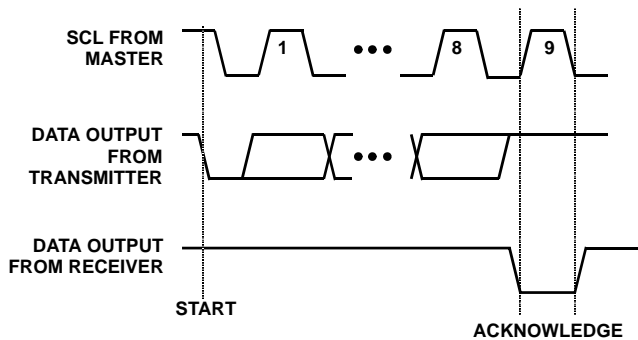 SCL FROM
MASTER
1
8
9
DATA OUTPUT
FROM
TRANSMITTER
DATA OUTPUT
FROM RECEIVER
START
ACKNOWLEDGE